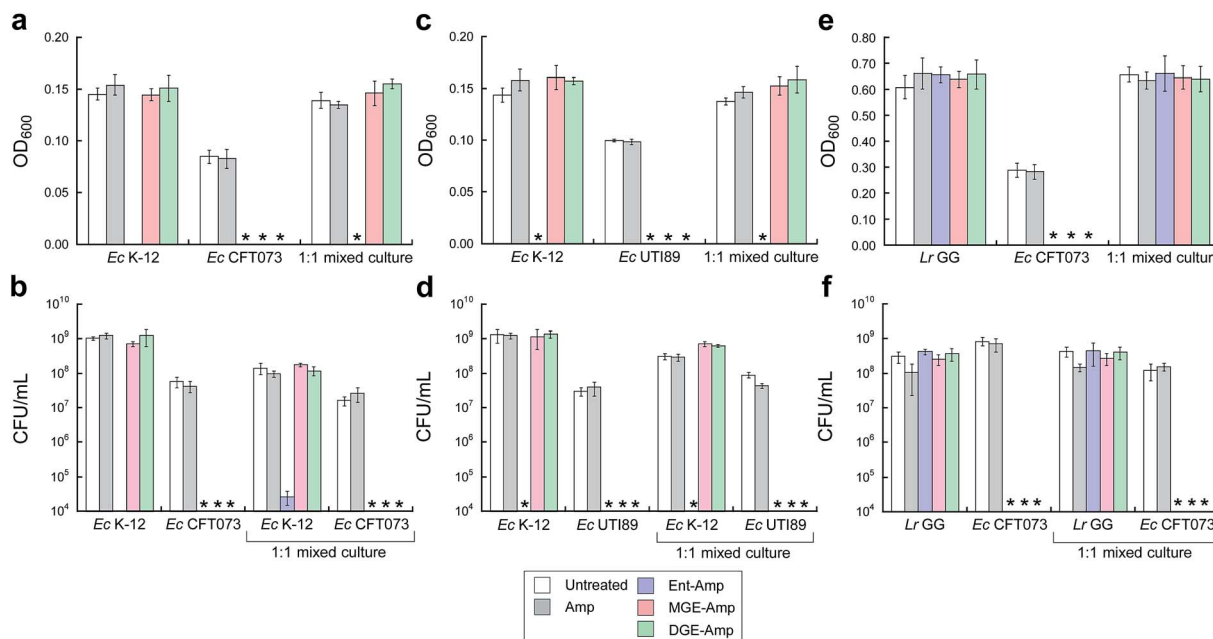 a
0.20
0.15
0.10
0.05
0.00
OD600
Ec K-12
Ec CFT073
* * *
*
1:1 mixed culture
c
0.20
0.15
0.10
0.05
0.00
OD600
*
* * *
*
Ec K-12
Ec UTI89
1:1 mixed culture
e
0.80
0.70
0.60
0.50
0.40
0.30
0.20
0.10
0.00
OD600
* * *
Lr GG
Ec CFT073
1:1 mixed culture
b
10^10
10^9
10^8
10^7
10^6
10^5
10^4
CFU/mL
* * *
* * *
Ec K-12
Ec CFT073
Ec K-12
Ec CFT073
1:1 mixed culture
d
10^10
10^9
10^8
10^7
10^6
10^5
10^4
CFU/mL
*
* * *
*
* * *
Ec K-12
Ec UTI89
Ec K-12
Ec UTI89
1:1 mixed culture
f
10^10
10^9
10^8
10^7
10^6
10^5
10^4
CFU/mL
* * *
* * *
Lr GG
Ec CFT073
Lr GG
Ec CFT073
1:1 mixed culture
Untreated
Amp
Ent-Amp
MGE-Amp
DGE-Amp